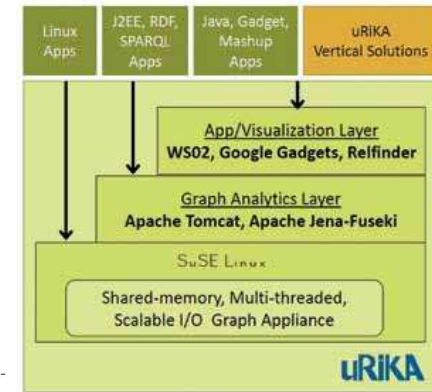 Linux
Apps
J2EE, RDF,
SPARQL
Apps
Java, Gadget,
Mashup
Apps
uRiKA
Vertical Solutions
App/Visualization Layer
WS02, Google Gadgets, Relfinder
Graph Analytics Layer
Apache Tomcat, Apache Jena-Fuseki
SuSE Linux
Shared-memory, Multi-threaded,
Scalable I/O Graph Appliance
uRiKA
-